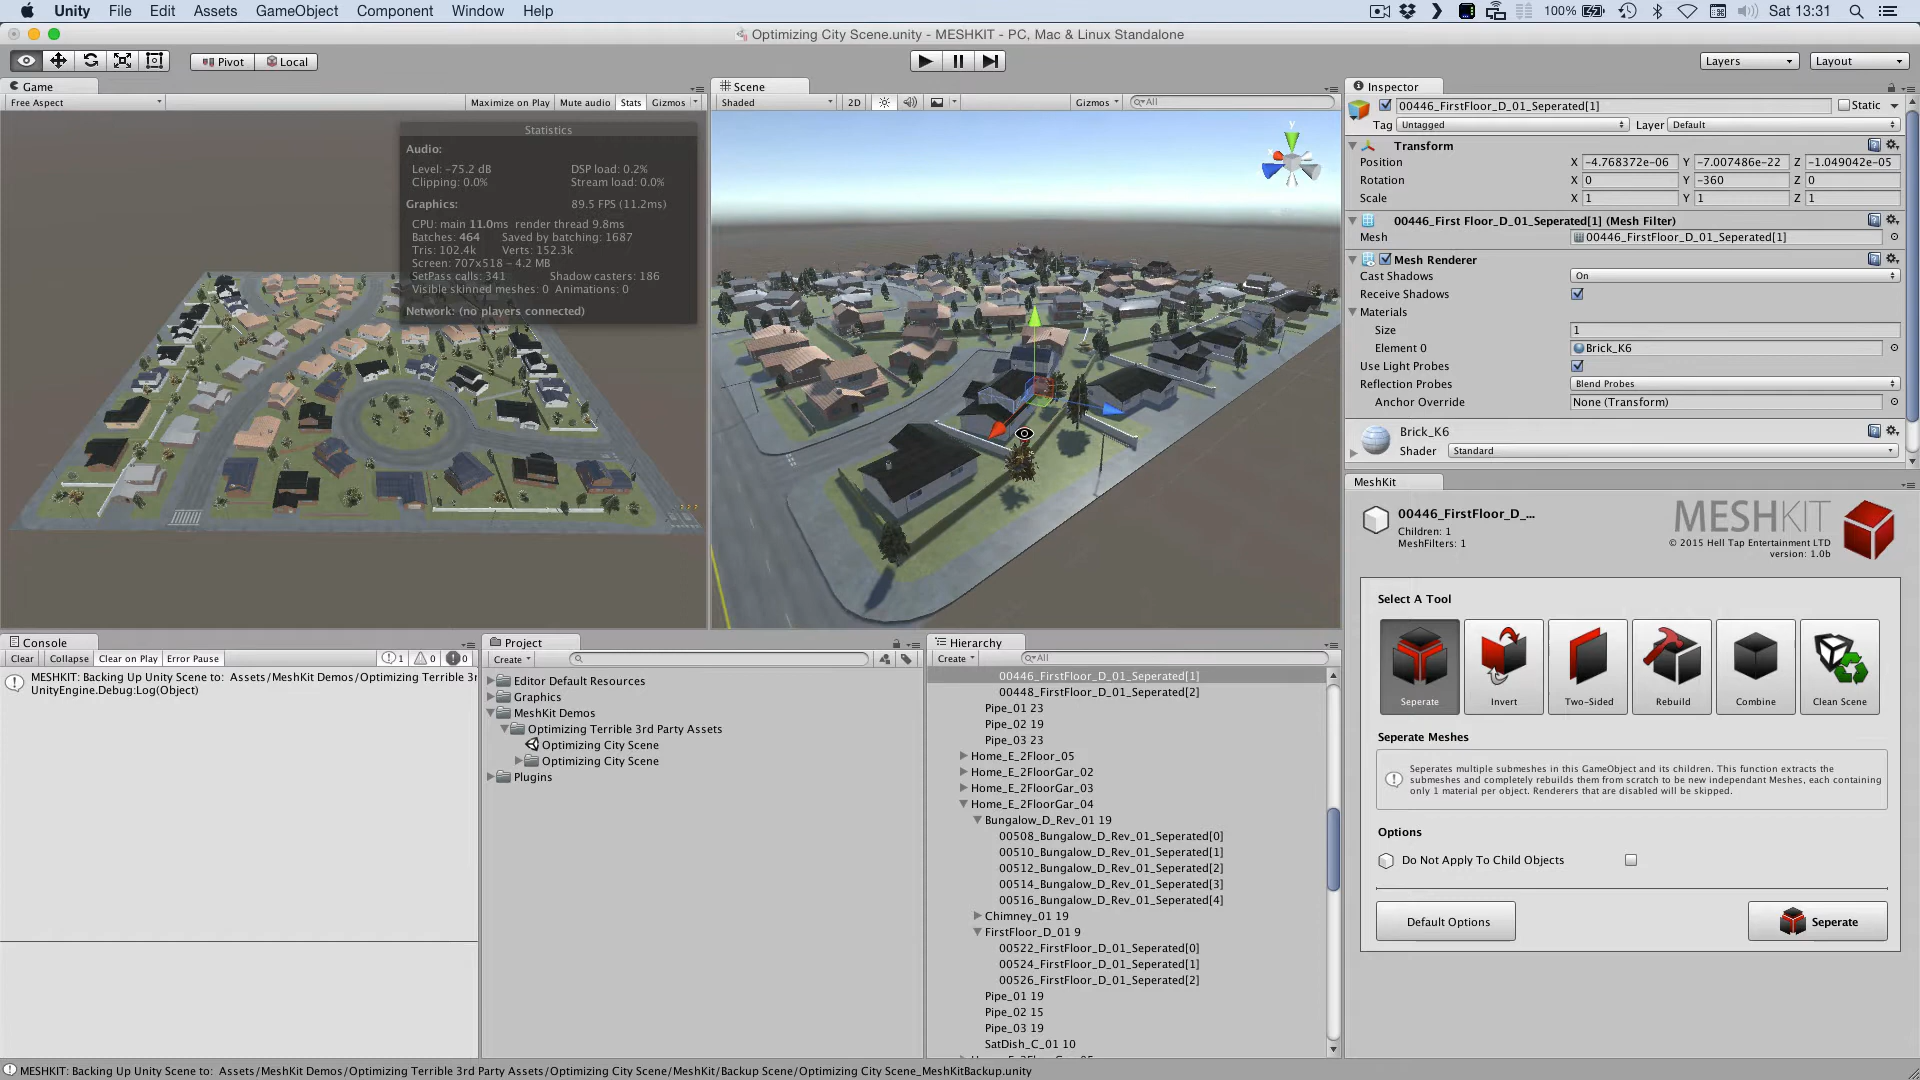 Unity File Edit Assets GameObject Component Window Help 100% Sat 13:31
Optimizing City Scene.unity - MESHKIT - PC, Mac & Linux Standalone
Pivot Local Layers Layout
Game
Free Aspect Maximize on Play Mute audio Stats Gizmos
Statistics
Audio:
Level: -75.2 dB DSP load: 0.2%
Clipping: 0.0% Stream load: 0.0%
Graphics: 89.5 FPS (11.2ms)
CPU: main 11.0ms render thread 9.8ms
Batches: 464 Saved by batching: 1687
Tris: 102.4k Verts: 152.3k
Screen: 707x518 - 4.2 MB
SetPass calls: 341 Shadow casters: 186
Visible skinned meshes: 0 Animations: 0
Network: (no players connected)
Scene
Shaded 2D Gizmos All
y
Inspector
00446_FirstFloor_D_01_Seperated[1] Static
Tag Untagged Layer Default
Transform
Position X -4.768372e-06 Y -7.007486e-22 Z -1.049042e-05
Rotation X 0 Y -360 Z 0
Scale X 1 Y 1 Z 1
00446_First Floor_D_01_Seperated[1] (Mesh Filter)
Mesh 00446_FirstFloor_D_01_Seperated[1]
Mesh Renderer
Cast Shadows On
Receive Shadows
Materials
Size 1
Element 0 Brick_K6
Use Light Probes
Reflection Probes Blend Probes
Anchor Override None (Transform)
Brick_K6
Shader Standard
MeshKit
00446_FirstFloor_D_...
Children: 1
MeshFilters: 1
MESHKIT
© 2015 Hell Tap Entertainment LTD
version: 1.0b
Select A Tool
Seperate Invert Two-Sided Rebuild Combine Clean Scene
Seperate Meshes
Seperates multiple submeshes in this GameObject and its children. This function extracts the
submeshes and completely rebuilds them from scratch to be new independant Meshes, each containing
only 1 material per object. Renderers that are disabled will be skipped.
Options
Do Not Apply To Child Objects
Default Options Seperate
Console
Clear Collapse Clear on Play Error Pause 1 0 0
MESHKIT: Backing Up Unity Scene to: Assets/MeshKit Demos/Optimizing Terrible 3r
UnityEngine.Debug:Log(Object)
Project
Create
Editor Default Resources
Graphics
MeshKit Demos
Optimizing Terrible 3rd Party Assets
Optimizing City Scene
Optimizing City Scene
Plugins
Hierarchy
Create All
00446_FirstFloor_D_01_Seperated[1]
00448_FirstFloor_D_01_Seperated[2]
Pipe_01 23
Pipe_02 19
Pipe_03 23
Home_E_2Floor_05
Home_E_2FloorGar_02
Home_E_2FloorGar_03
Home_E_2FloorGar_04
Bungalow_D_Rev_01 19
00508_Bungalow_D_Rev_01_Seperated[0]
00510_Bungalow_D_Rev_01_Seperated[1]
00512_Bungalow_D_Rev_01_Seperated[2]
00514_Bungalow_D_Rev_01_Seperated[3]
00516_Bungalow_D_Rev_01_Seperated[4]
Chimney_01 19
FirstFloor_D_01 9
00522_FirstFloor_D_01_Seperated[0]
00524_FirstFloor_D_01_Seperated[1]
00526_FirstFloor_D_01_Seperated[2]
Pipe_01 19
Pipe_02 15
Pipe_03 19
SatDish_C_01 10
MESHKIT: Backing Up Unity Scene to: Assets/MeshKit Demos/Optimizing Terrible 3rd Party Assets/Optimizing City Scene/MeshKit/Backup Scene/Optimizing City Scene_MeshKitBackup.unity